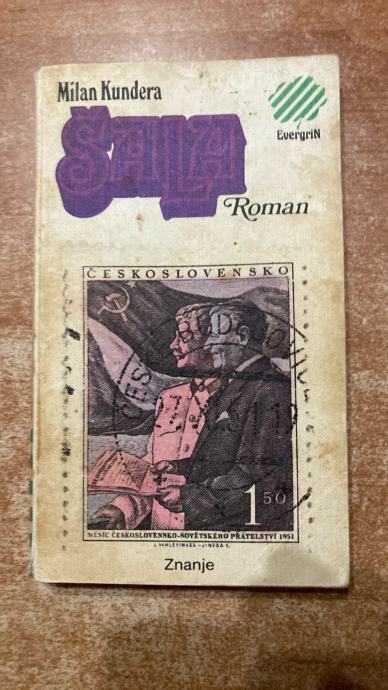 Milan Kundera
EvergriN
ŠALA
Roman
ČESKOSLOVENSKO
1 50
MĚSÍC ČESKOSLOVENSKO-SOVĚTSKÉHO PŘÁTELSTVÍ 1951
Znanje